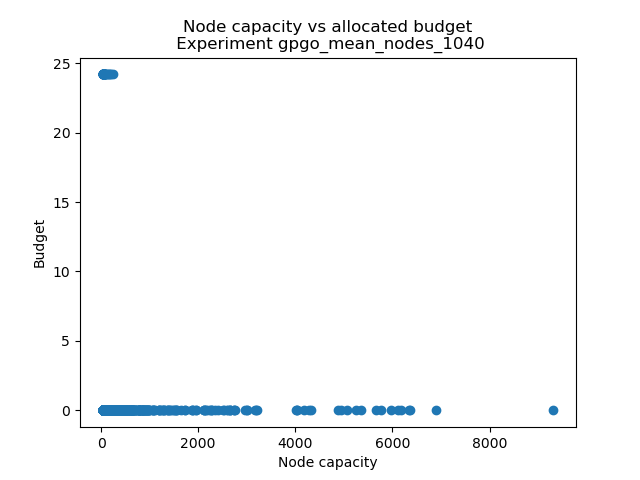 Node capacity vs allocated budget
Experiment gpgo_mean_nodes_1040
25
20
15
10
5
0
Budget
0 2000 4000 6000 8000
Node capacity